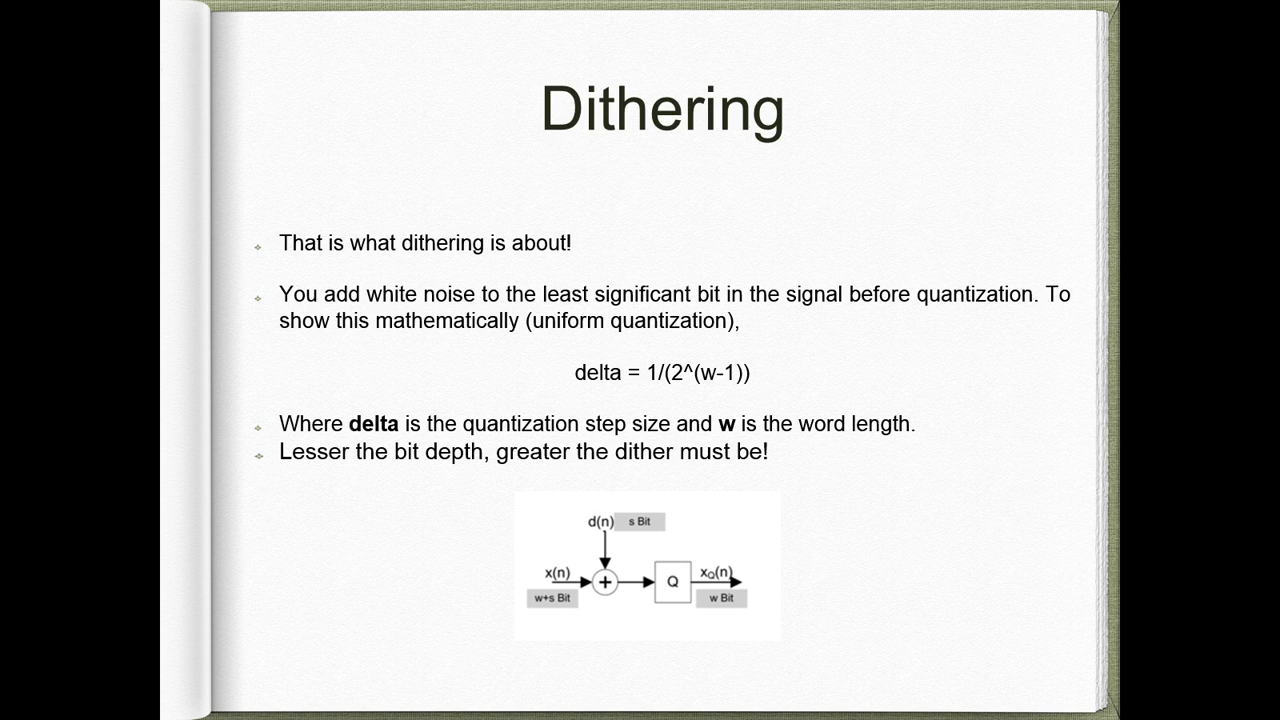 Dithering
That is what dithering is about!
You add white noise to the least significant bit in the signal before quantization. To
show this mathematically (uniform quantization),
delta = 1/(2^(w-1))
Where delta is the quantization step size and w is the word length.
Lesser the bit depth, greater the dither must be!
d(n) s Bit
x(n)
+
Q
xQ(n)
w+s Bit
w Bit